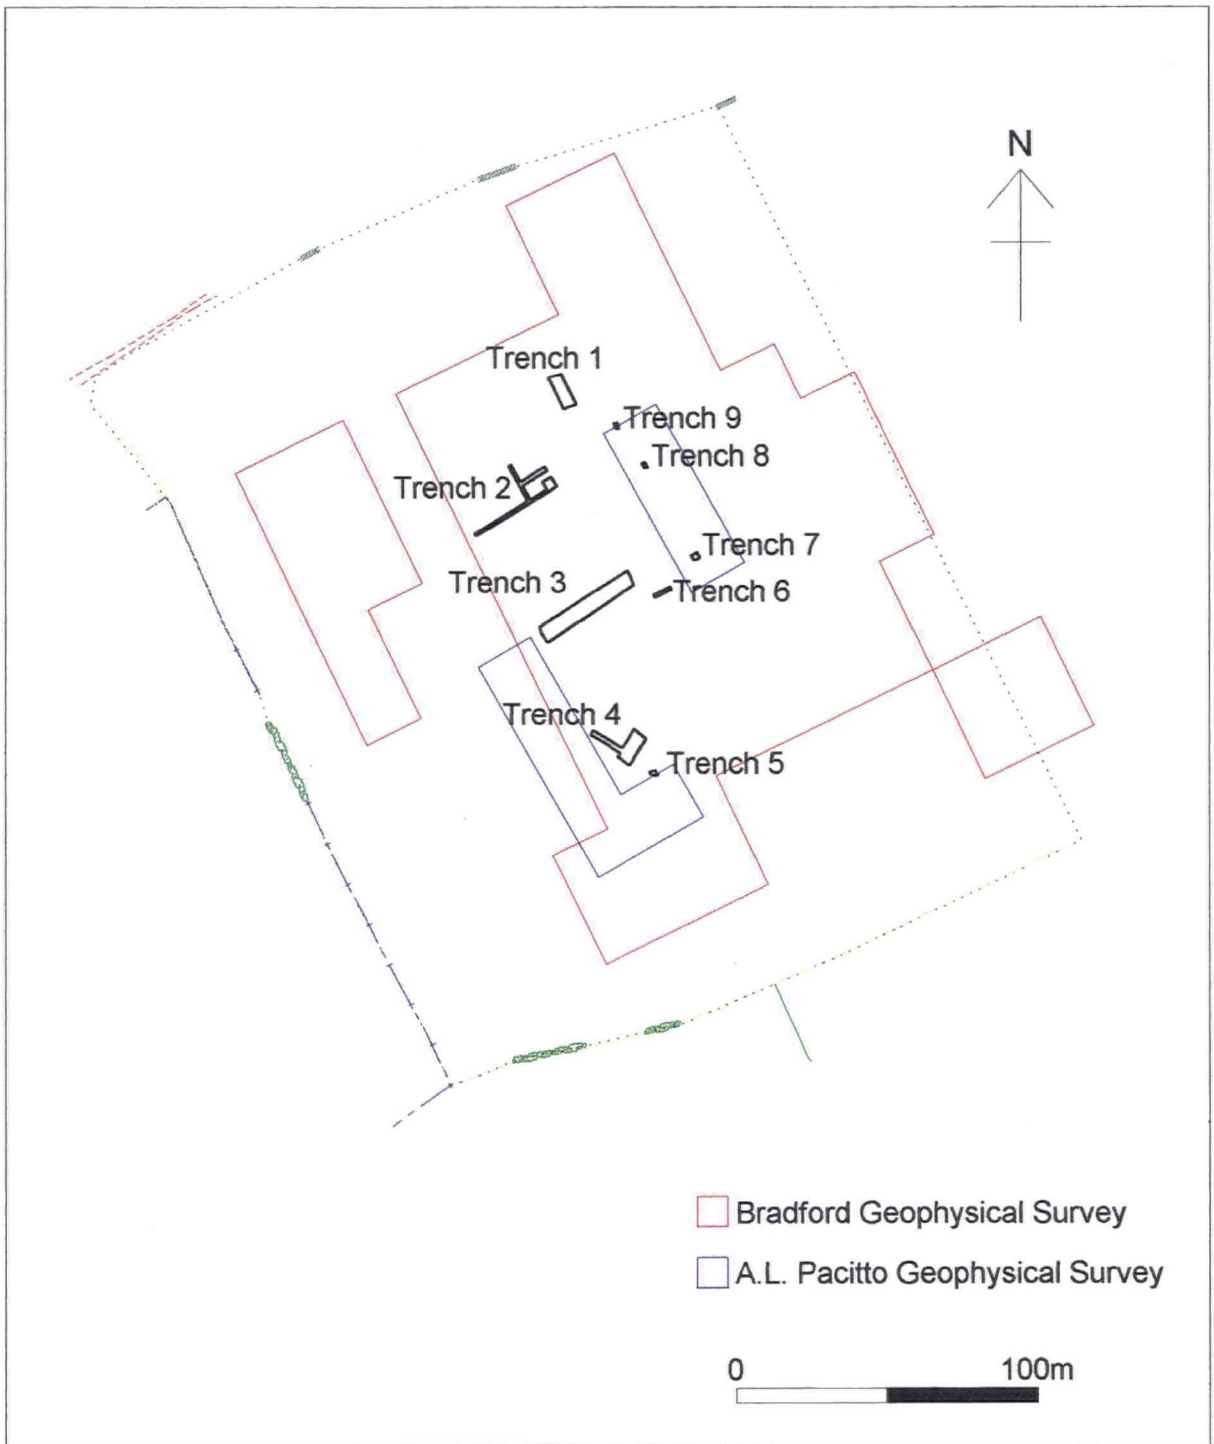 N
Trench 1
Trench 9
Trench 8
Trench 2
Trench 7
Trench 3
Trench 6
Trench 4
Trench 5
Bradford Geophysical Survey
A.L. Pacitto Geophysical Survey
0 100m